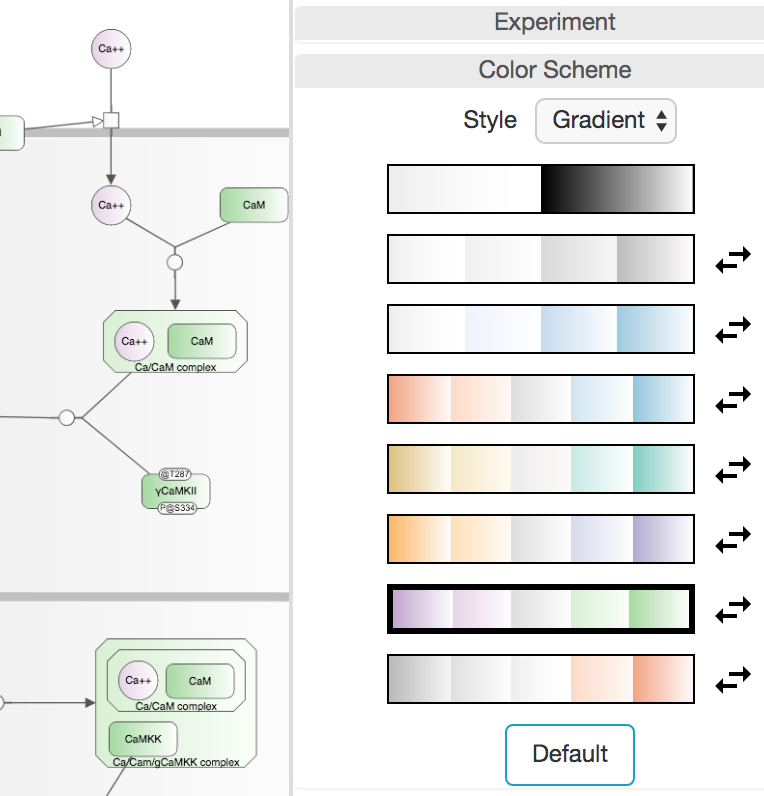 Experiment
Color Scheme
Style
Gradient
Default
Ca++
Ca++
CaM
Ca++
CaM
Ca/CaM complex
@T287
γCaMKII
P@S334
Ca++
CaM
Ca/CaM complex
CaMKK
Ca/Cam/gCaMKK complex